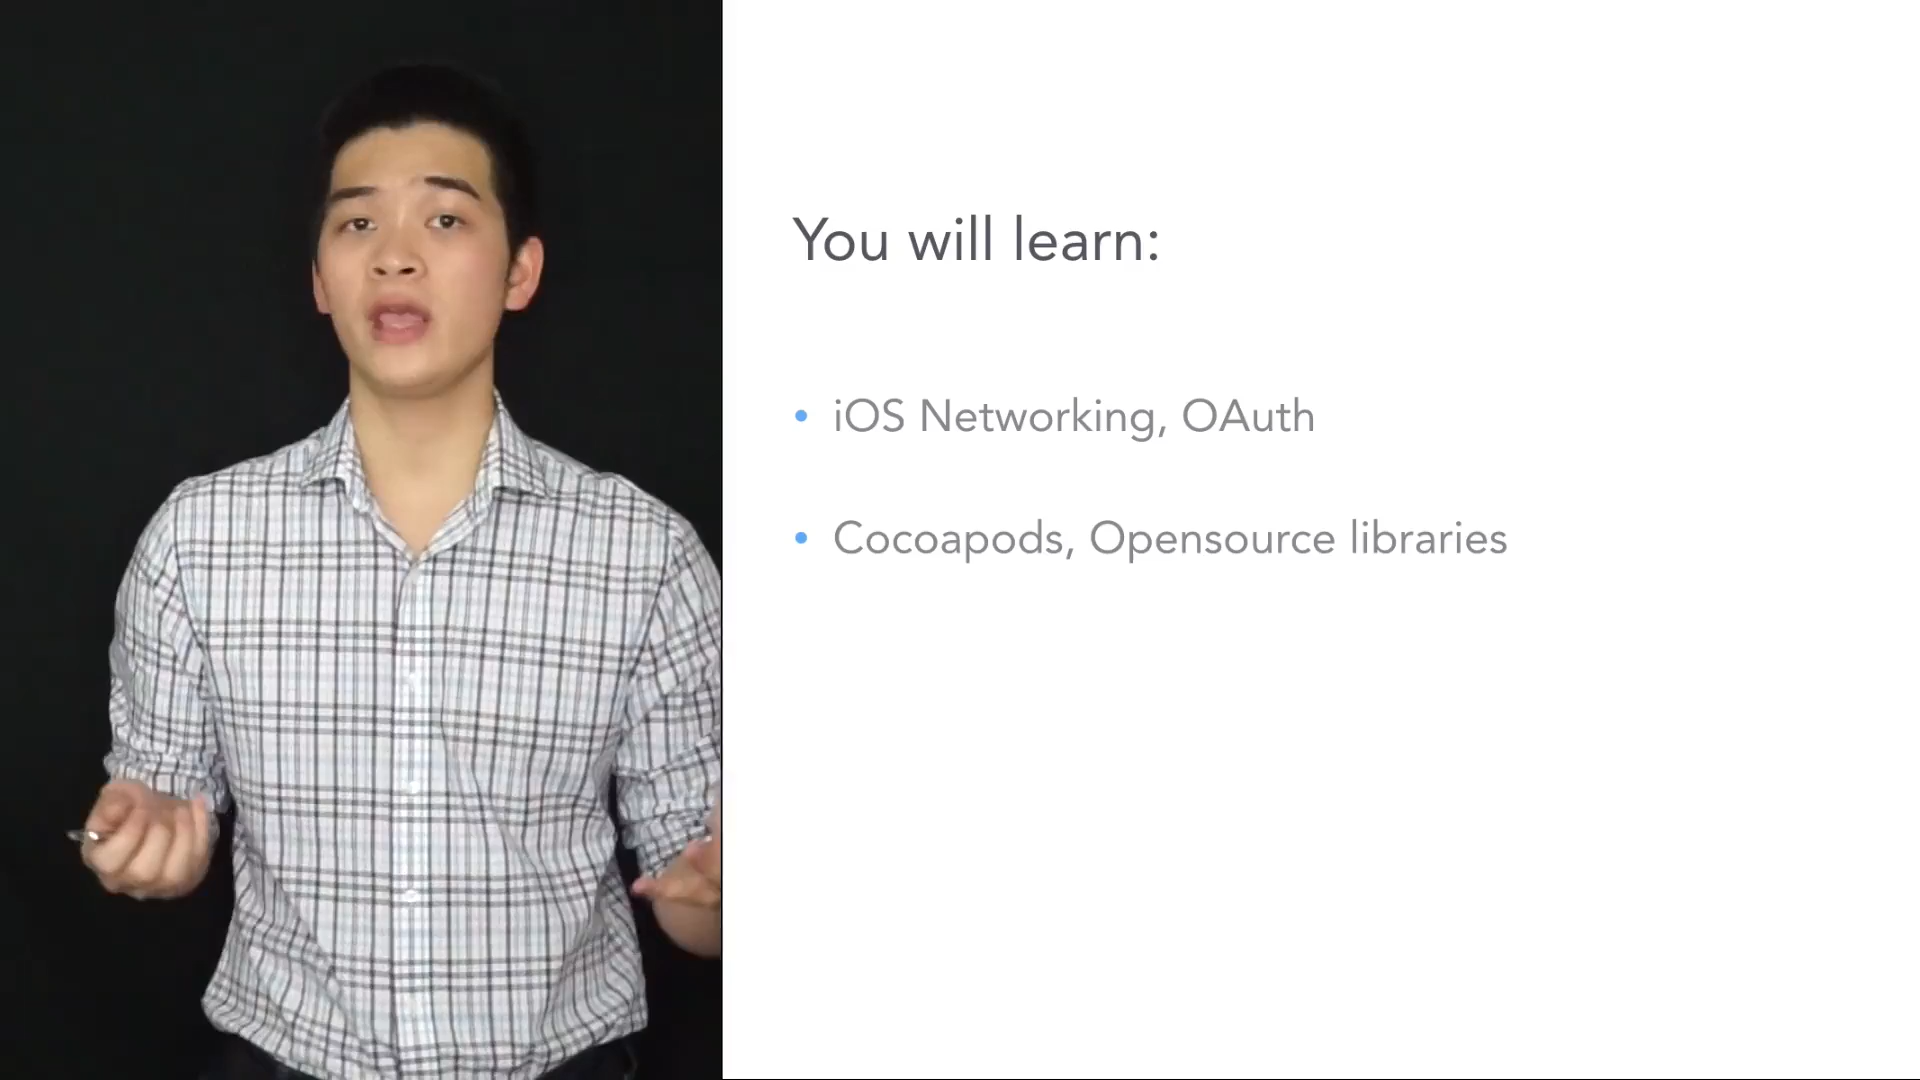 You will learn:
• iOS Networking, OAuth
• Cocoapods, Opensource libraries